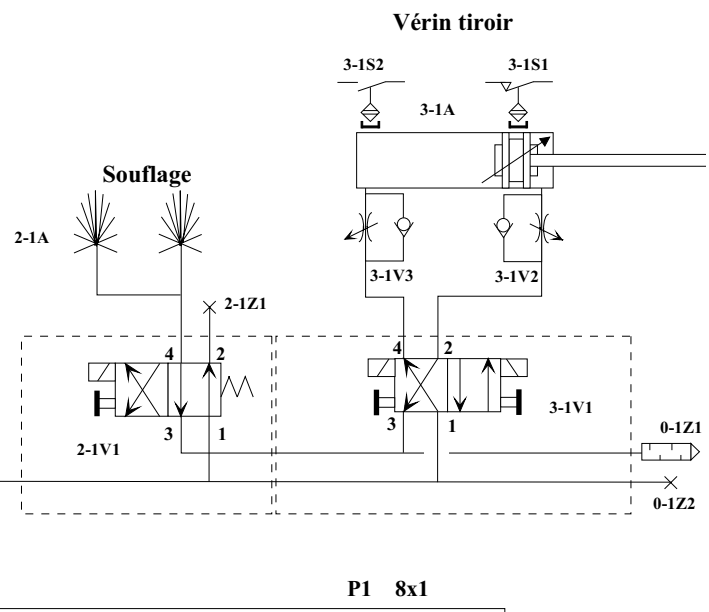 Vérin tiroir
3-1S2
3-1S1
3-1A
Souflage
2-1A
3-1V3
3-1V2
2-1Z1
4 2
4 2
3 1
3 1
2-1V1
3-1V1
0-1Z1
0-1Z2
P1 8x1